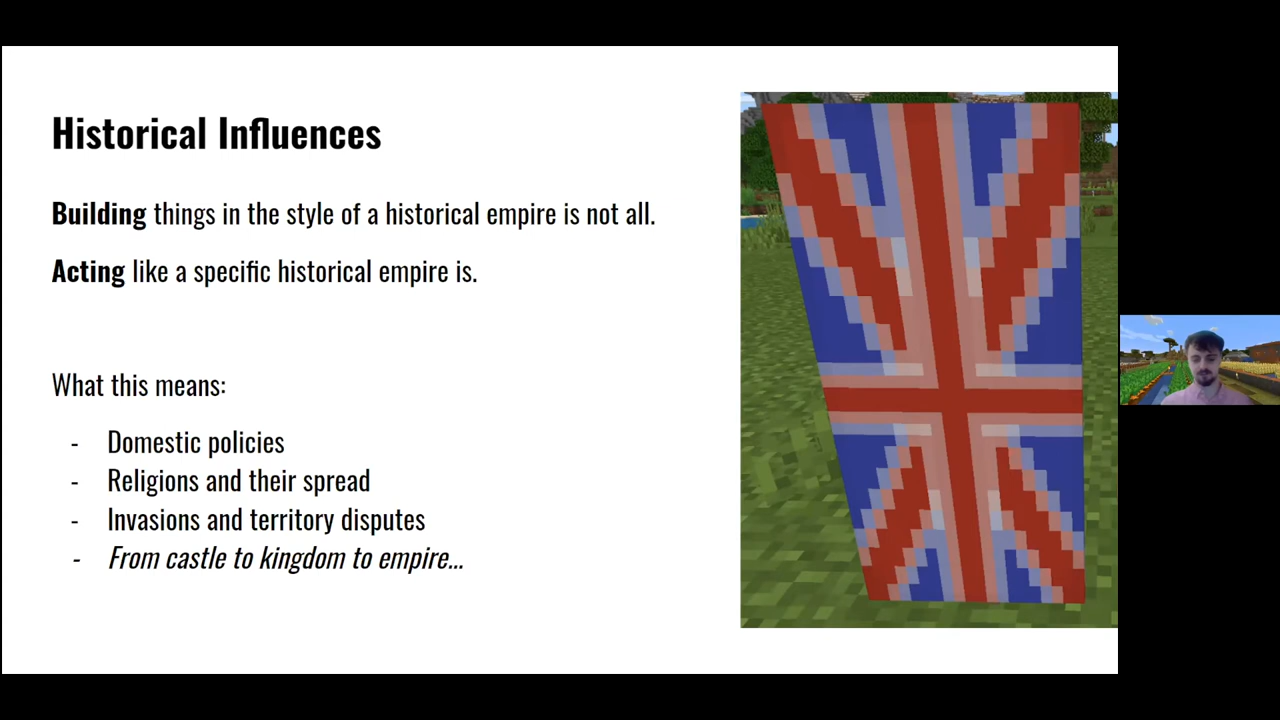 Historical Influences
Building things in the style of a historical empire is not all.
Acting like a specific historical empire is.
What this means:
- Domestic policies
- Religions and their spread
- Invasions and territory disputes
- From castle to kingdom to empire...